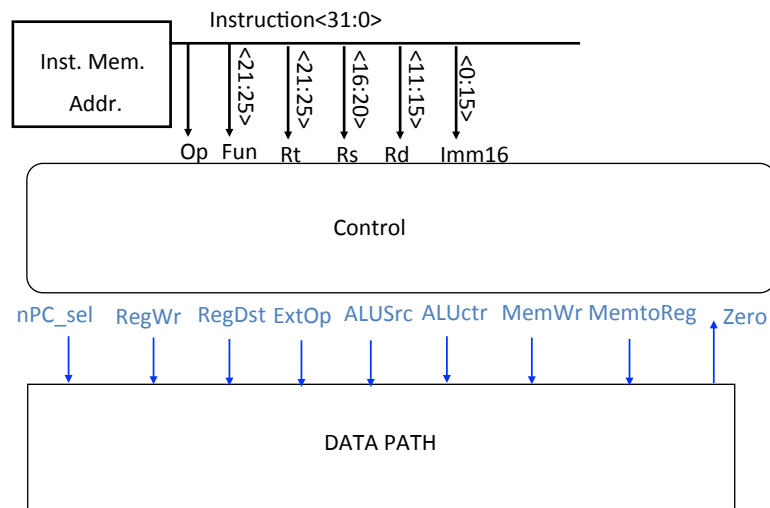 Instruction<31:0>
Inst. Mem.
Addr.
<21:25>
<21:25>
<16:20>
<11:15>
<0:15>
Op Fun Rt Rs Rd Imm16
Control
nPC_sel RegWr RegDst ExtOp ALUSrc ALUctr MemWr MemtoReg Zero
DATA PATH